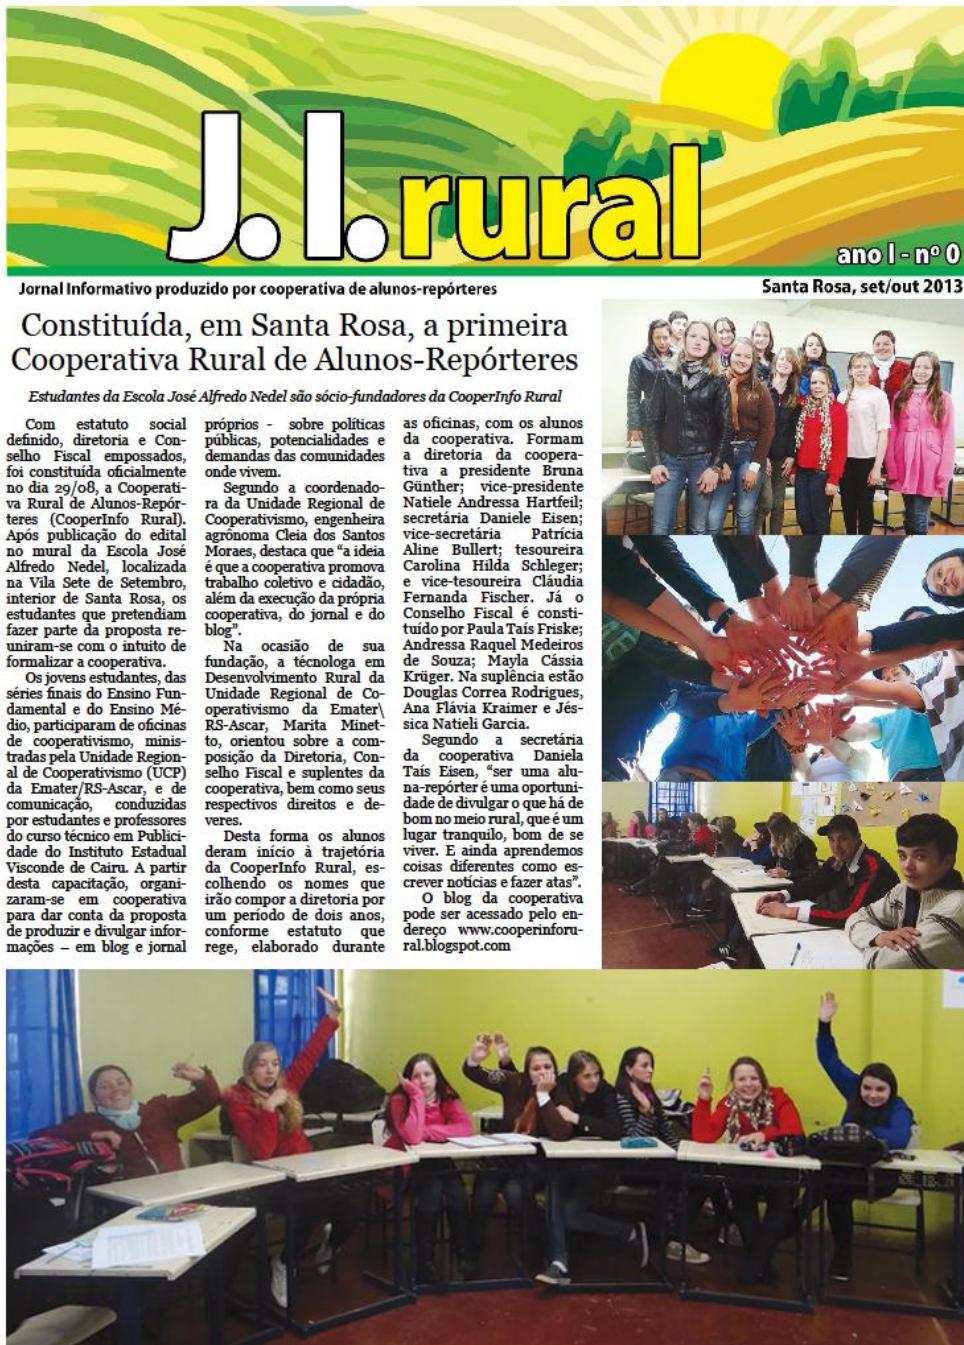 J. I. rural
ano I - nº 0
Jornal Informativo produzido por cooperativa de alunos-repórteres
Santa Rosa, set/out 2013
Constituída, em Santa Rosa, a primeira
Cooperativa Rural de Alunos-Repórteres
Estudantes da Escola José Alfredo Nedel são sócio-fundadores da CooperInfo Rural
Com estatuto social
definido, diretoria e Con-
selho Fiscal empossados,
foi constituída oficialmente
no dia 29/08, a Cooperati-
va Rural de Alunos-Repór-
teres (CooperInfo Rural).
Após publicação do edital
no mural da Escola José
Alfredo Nedel, localizada
na Vila Sete de Setembro,
interior de Santa Rosa, os
estudantes que pretendiam
fazer parte da proposta re-
uniram-se com o intuito de
formalizar a cooperativa.
Os jovens estudantes, das
séries finais do Ensino Fun-
damental e do Ensino Mé-
dio, participaram de oficinas
de cooperativismo, minis-
tradas pela Unidade Region-
al de Cooperativismo (UCP)
da Emater/RS-Ascar, e de
comunicação, conduzidas
por estudantes e professores
do curso técnico em Publici-
dade do Instituto Estadual
Visconde de Cairu. A partir
desta capacitação, organi-
zaram-se em cooperativa
para dar conta da proposta
de produzir e divulgar infor-
mações – em blog e jornal
próprios - sobre políticas
públicas, potencialidades e
demandas das comunidades
onde vivem.
Segundo a coordenado-
ra da Unidade Regional de
Cooperativismo, engenheira
agrônoma Cleia dos Santos
Moraes, destaca que “a ideia
é que a cooperativa promova
trabalho coletivo e cidadão,
além da execução da própria
cooperativa, do jornal e do
blog”.
Na ocasião de sua
fundação, a técnologa em
Desenvolvimento Rural da
Unidade Regional de Co-
operativismo da Emater\
RS-Ascar, Marita Minet-
to, orientou sobre a com-
posição da Diretoria, Con-
selho Fiscal e suplentes da
cooperativa, bem como seus
respectivos direitos e de-
veres.
Desta forma os alunos
deram início à trajetória
da CooperInfo Rural, es-
colhendo os nomes que
irão compor a diretoria por
um período de dois anos,
conforme estatuto que
rege, elaborado durante
as oficinas, com os alunos
da cooperativa. Formam
a diretoria da coopera-
tiva a presidente Bruna
Günther; vice-presidente
Natiele Andressa Hartfeil;
secretária Daniele Eisen;
vice-secretária Patrícia
Aline Bullert; tesoureira
Carolina Hilda Schleger;
e vice-tesoureira Cláudia
Fernanda Fischer. Já o
Conselho Fiscal é consti-
tuído por Paula Taís Friske;
Andressa Raquel Medeiros
de Souza; Mayla Cássia
Krüger. Na suplência estão
Douglas Correa Rodrigues,
Ana Flávia Kraimer e Jés-
sica Natieli Garcia.
Segundo a secretária
da cooperativa Daniela
Taís Eisen, “ser uma alu-
na-repórter é uma oportuni-
dade de divulgar o que há de
bom no meio rural, que é um
lugar tranquilo, bom de se
viver. E ainda aprendemos
coisas diferentes como es-
crever notícias e fazer atas”.
O blog da cooperativa
pode ser acessado pelo en-
dereço www.cooperinforu-
ral.blogspot.com